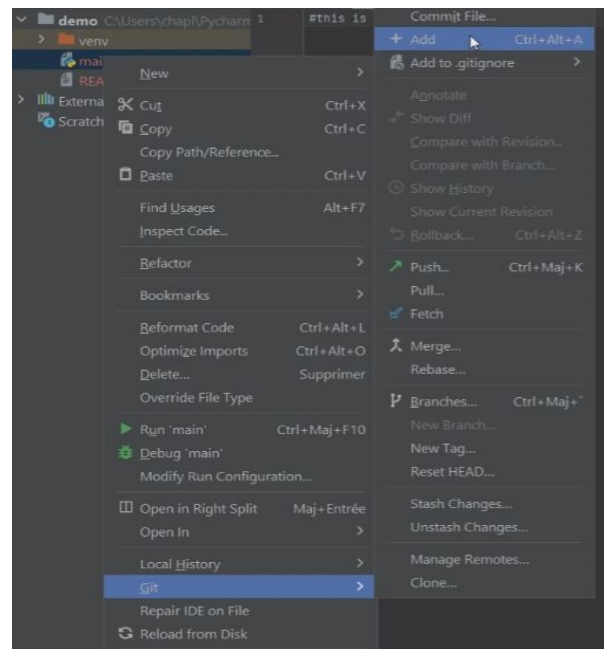 demo C:\Users\chapl\Pycharm
venv
mai
REA
Externa
Scratch
1 #this is
New
Cut Ctrl+X
Copy Ctrl+C
Copy Path/Reference...
Paste Ctrl+V
Find Usages Alt+F7
Inspect Code...
Refactor
Bookmarks
Reformat Code Ctrl+Alt+L
Optimize Imports Ctrl+Alt+O
Delete... Supprimer
Override File Type
Run 'main' Ctrl+Maj+F10
Debug 'main'
Modify Run Configuration...
Open in Right Split Maj+Entrée
Open In
Local History
Git
Repair IDE on File
Reload from Disk
Commit File...
Add Ctrl+Alt+A
Add to .gitignore
Annotate
Show Diff
Compare with Revision...
Compare with Branch...
Show History
Show Current Revision
Rollback... Ctrl+Alt+Z
Push... Ctrl+Maj+K
Pull...
Fetch
Merge...
Rebase...
Branches... Ctrl+Maj+`
New Branch...
New Tag...
Reset HEAD...
Stash Changes...
Unstash Changes...
Manage Remotes...
Clone...